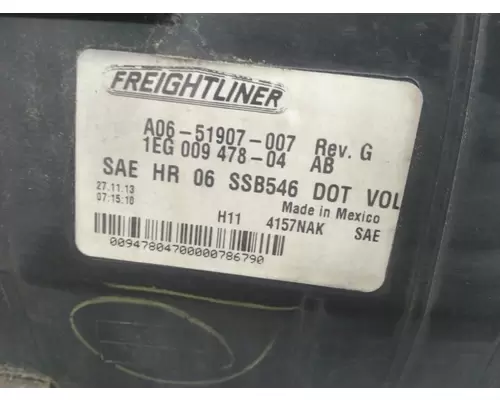 FREIGHTLINER
A06-51907-007 Rev. G
1EG 009 478-04 AB
SAE HR 06 SSB546 DOT VOL
27.11.13 Made in Mexico
07:15:10
H11 4157NAK SAE
00947804700000786790